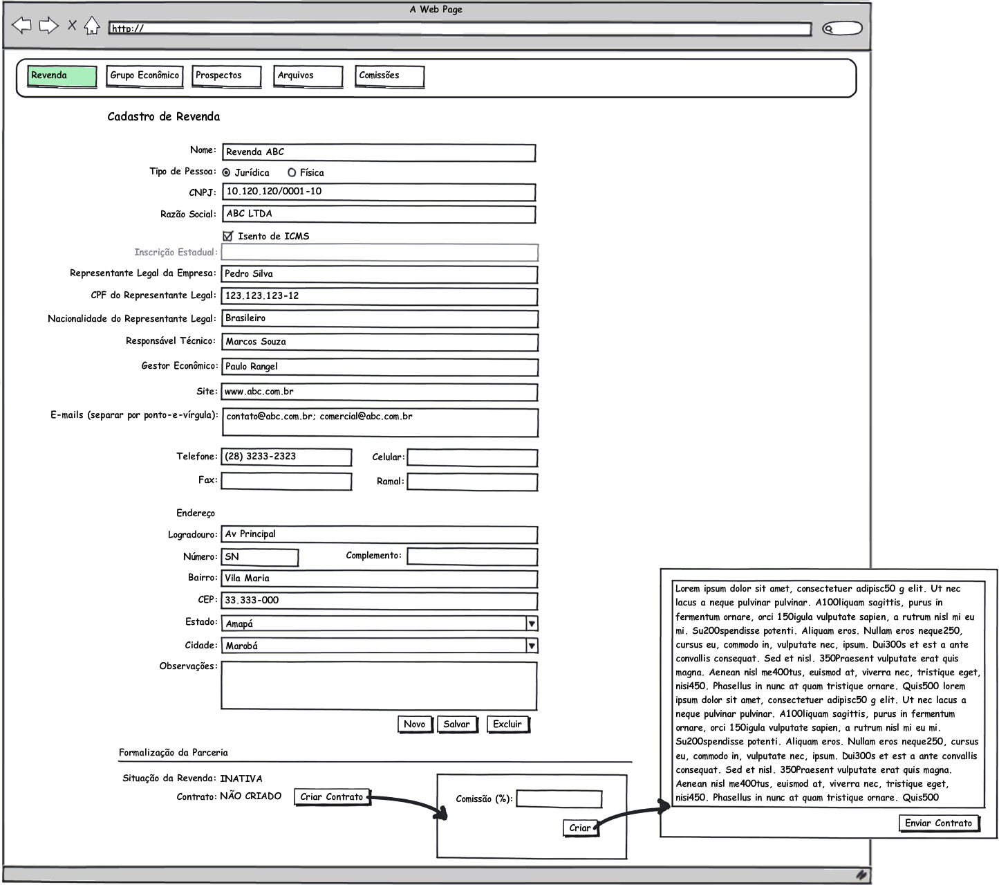 A Web Page
http://
Revenda Grupo Econômico Prospectos Arquivos Comissões
Cadastro de Revenda
Nome: Revenda ABC
Tipo de Pessoa: Jurídica Física
CNPJ: 10.120.120/0001-10
Razão Social: ABC LTDA
Isento de ICMS
Inscrição Estadual:
Representante Legal da Empresa: Pedro Silva
CPF do Representante Legal: 123.123.123-12
Nacionalidade do Representante Legal: Brasileiro
Responsável Técnico: Marcos Souza
Gestor Econômico: Paulo Rangel
Site: www.abc.com.br
E-mails (separar por ponto-e-vírgula): contato@abc.com.br; comercial@abc.com.br
Telefone: (28) 3233-2323 Celular:
Fax: Ramal:
Endereço
Logradouro: Av Principal
Número: SN Complemento:
Bairro: Vila Maria
CEP: 33.333-000
Estado: Amapá
Cidade: Marobá
Observações:
Novo Salvar Excluir
Formalização da Parceria
Situação da Revenda: INATIVA
Contrato: NÃO CRIADO Criar Contrato
Comissão (%):
Criar
Lorem ipsum dolor sit amet, consectetuer adipisc50 g elit. Ut nec
lacus a neque pulvinar pulvinar. A100liquam sagittis, purus in
fermentum ornare, orci 150igula vulputate sapien, a rutrum nisl mi eu
mi. Su200spendisse potenti. Aliquam eros. Nullam eros neque250,
cursus eu, commodo in, vulputate nec, ipsum. Dui300s et est a ante
convallis consequat. Sed et nisl. 350Praesent vulputate erat quis
magna. Aenean nisl me400tus, euismod at, viverra nec, tristique eget,
nisi450. Phasellus in nunc at quam tristique ornare. Quis500 lorem
ipsum dolor sit amet, consectetuer adipisc50 g elit. Ut nec lacus a
neque pulvinar pulvinar. A100liquam sagittis, purus in fermentum
ornare, orci 150igula vulputate sapien, a rutrum nisl mi eu mi.
Su200spendisse potenti. Aliquam eros. Nullam eros neque250, cursus
eu, commodo in, vulputate nec, ipsum. Dui300s et est a ante convallis
consequat. Sed et nisl. 350Praesent vulputate erat quis magna.
Aenean nisl me400tus, euismod at, viverra nec, tristique eget,
nisi450. Phasellus in nunc at quam tristique ornare. Quis500
Enviar Contrato